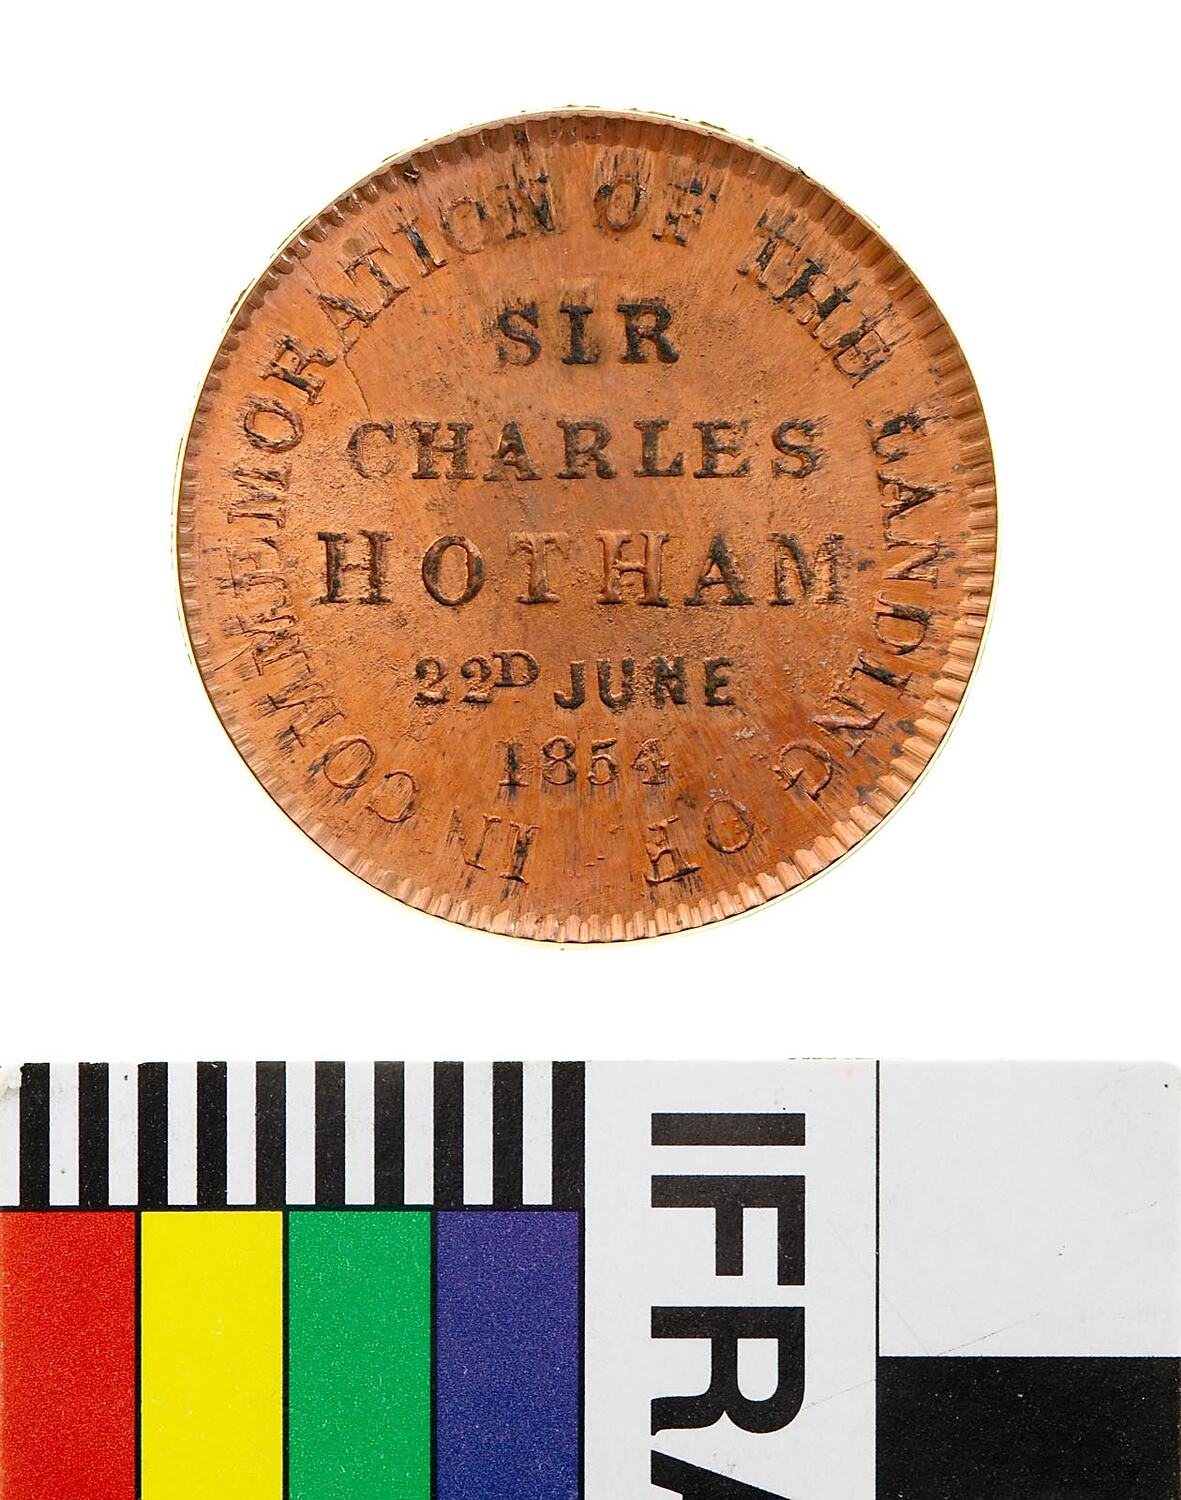 IN COMMEMORATION OF THE LANDING OF
SIR
CHARLES
HOTHAM
22D JUNE
1854
IFRA